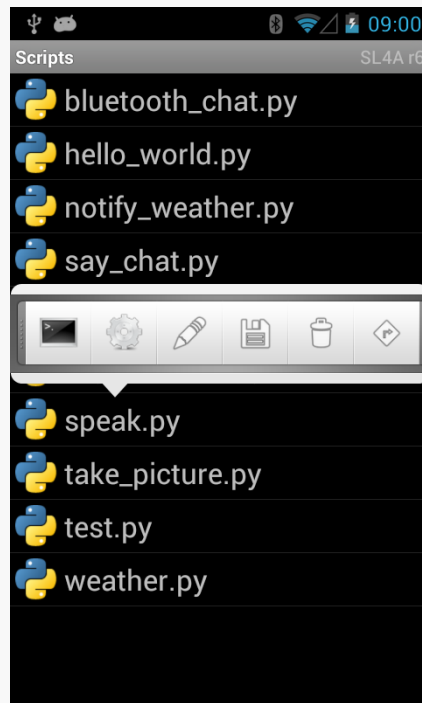 09:00
Scripts SL4A r6
bluetooth_chat.py
hello_world.py
notify_weather.py
say_chat.py
>_
speak.py
take_picture.py
test.py
weather.py